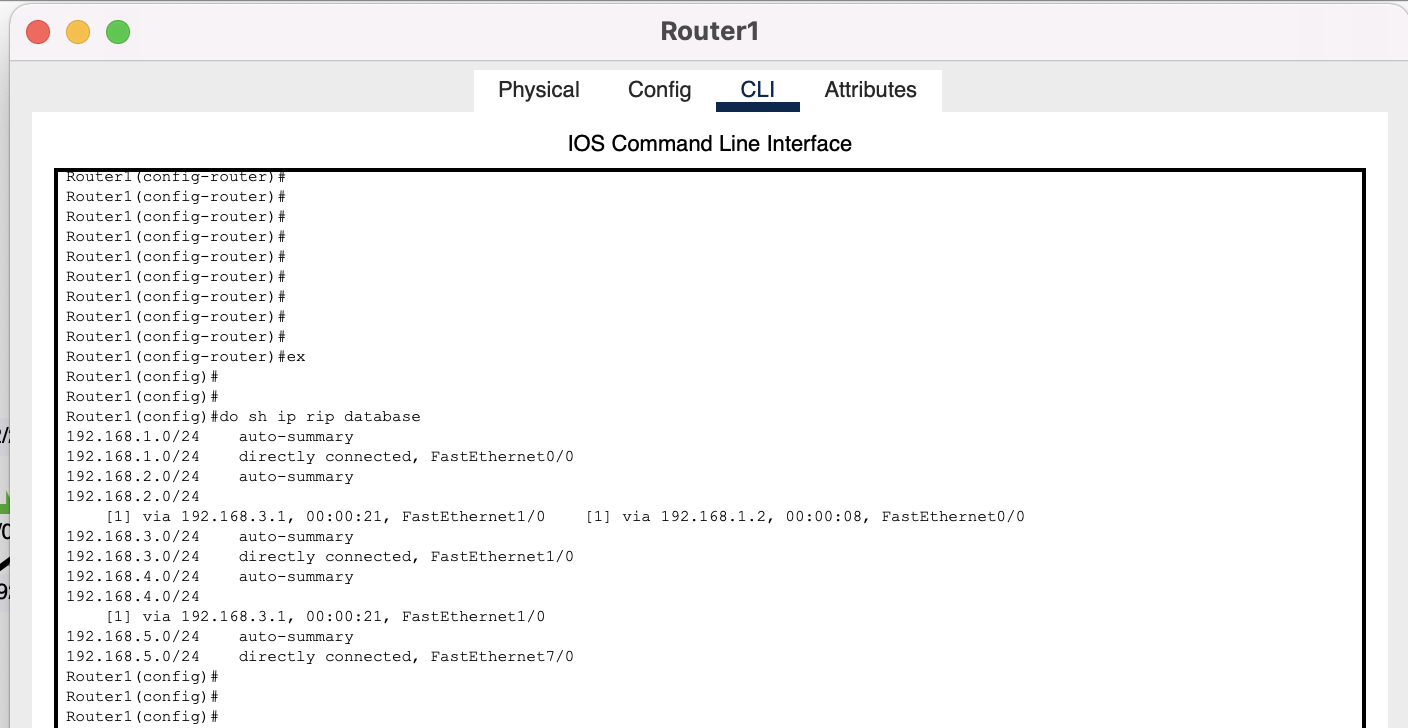 Router1
Physical
Config
CLI
Attributes
IOS Command Line Interface
Router1(config-router)#
Router1(config-router)#
Router1(config-router)#
Router1(config-router)#
Router1(config-router)#
Router1(config-router)#
Router1(config-router)#
Router1(config-router)#
Router1(config-router)#
Router1(config-router)#ex
Router1(config)#
Router1(config)#
Router1(config)#do sh ip rip database
192.168.1.0/24    auto-summary
192.168.1.0/24    directly connected, FastEthernet0/0
192.168.2.0/24    auto-summary
192.168.2.0/24
    [1] via 192.168.3.1, 00:00:21, FastEthernet1/0    [1] via 192.168.1.2, 00:00:08, FastEthernet0/0
192.168.3.0/24    auto-summary
192.168.3.0/24    directly connected, FastEthernet1/0
192.168.4.0/24    auto-summary
192.168.4.0/24
    [1] via 192.168.3.1, 00:00:21, FastEthernet1/0
192.168.5.0/24    auto-summary
192.168.5.0/24    directly connected, FastEthernet7/0
Router1(config)#
Router1(config)#
Router1(config)#